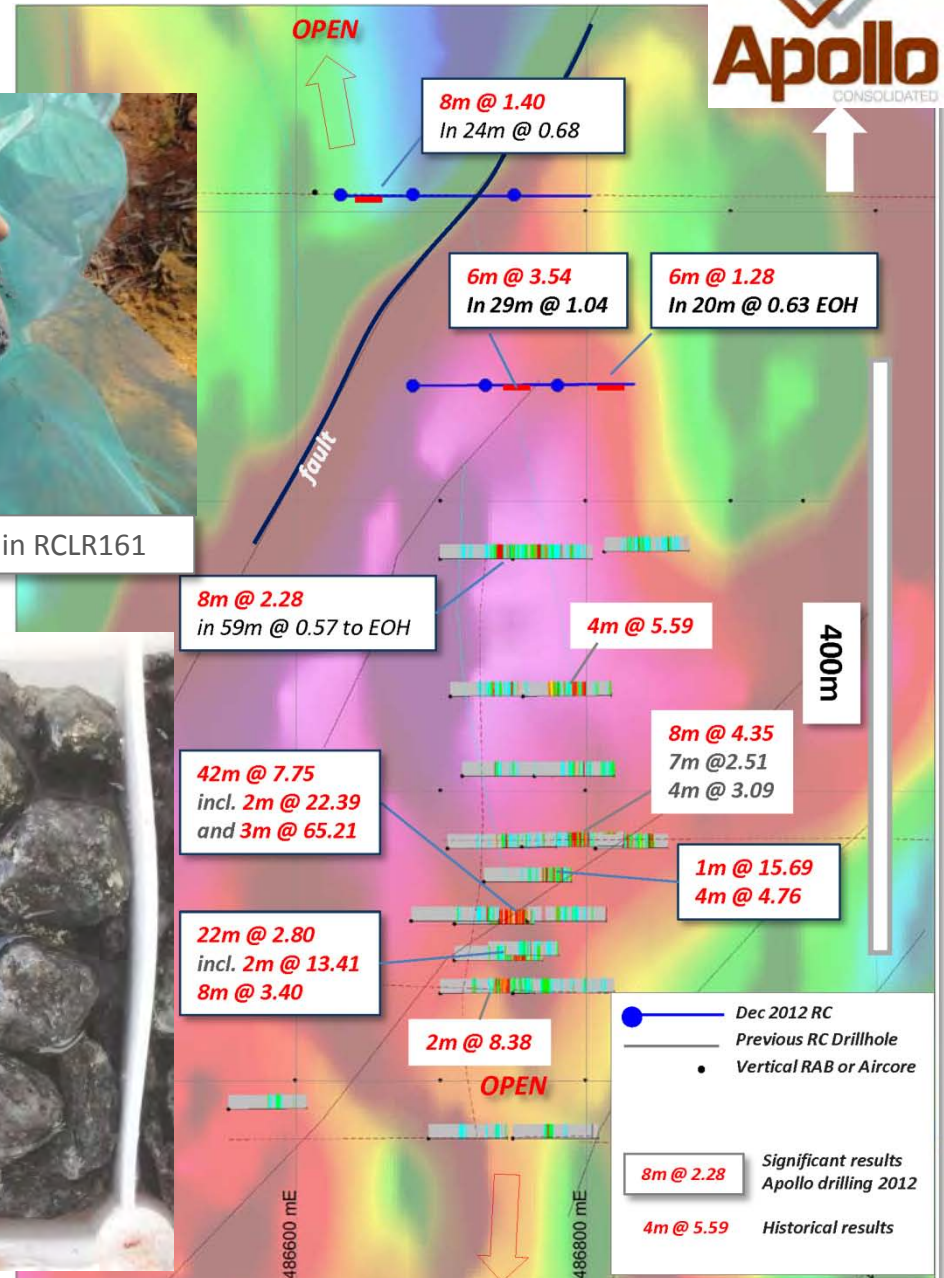 OPEN
Apollo
CONSOLIDATED
8m @ 1.40
In 24m @ 0.68
6m @ 3.54
In 29m @ 1.04
6m @ 1.28
In 20m @ 0.63 EOH
fault
in RCLR161
8m @ 2.28
in 59m @ 0.57 to EOH
4m @ 5.59
400m
8m @ 4.35
7m @2.51
4m @ 3.09
42m @ 7.75
incl. 2m @ 22.39
and 3m @ 65.21
1m @ 15.69
4m @ 4.76
22m @ 2.80
incl. 2m @ 13.41
8m @ 3.40
2m @ 8.38
OPEN
Dec 2012 RC
Previous RC Drillhole
Vertical RAB or Aircore
8m @ 2.28
Significant results
Apollo drilling 2012
4m @ 5.59
Historical results
486600 mE
486800 mE